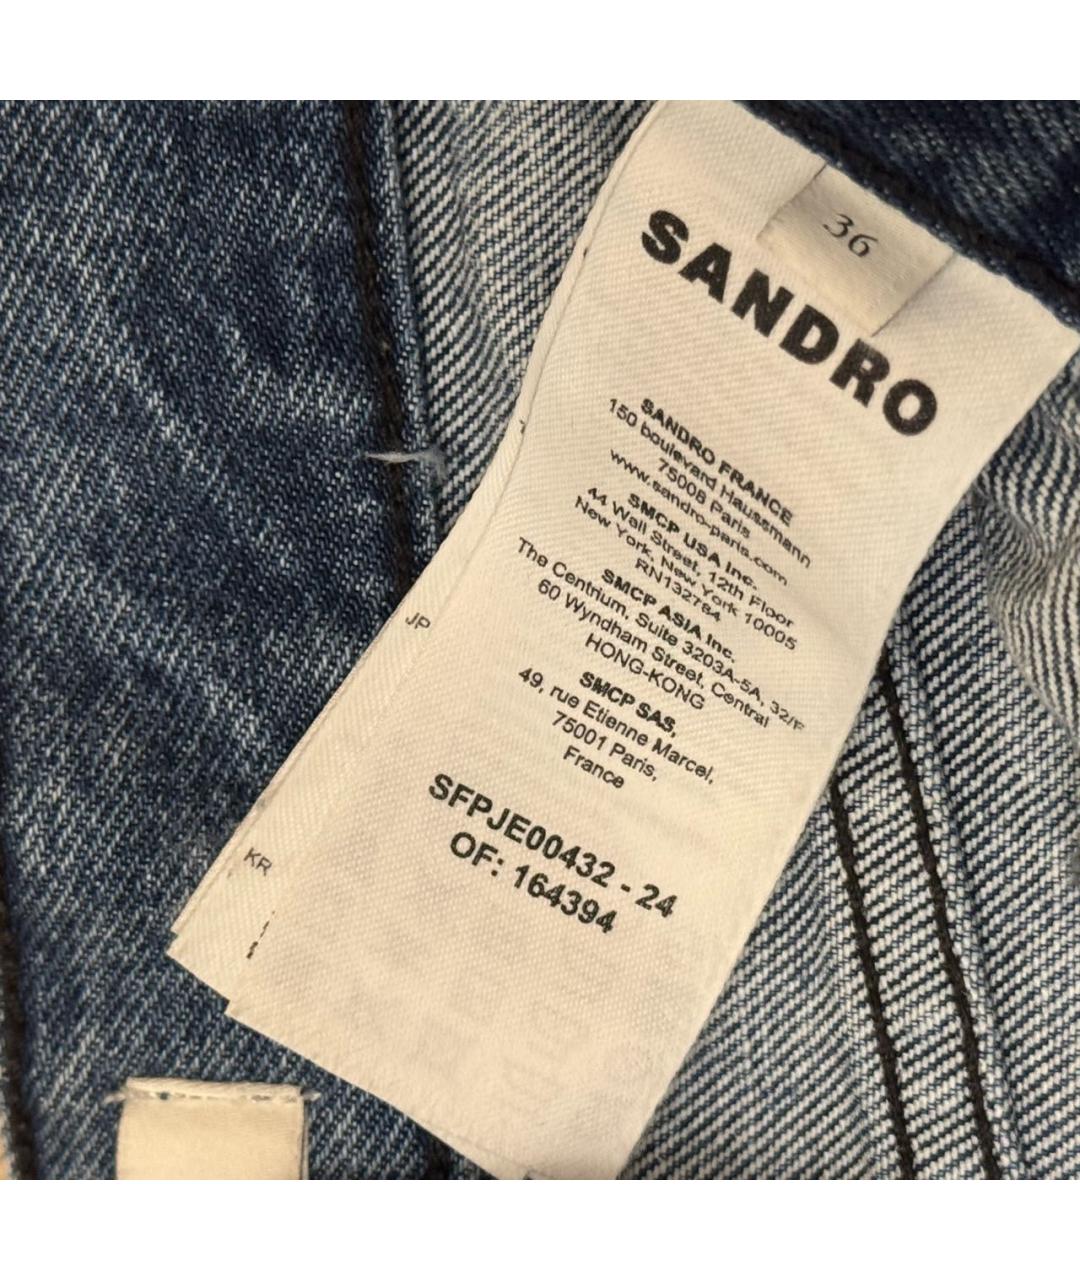 36
SANDRO
SANDRO FRANCE
150 boulevard Haussmann
75008 Paris
www.sandro-paris.com
SMCP USA Inc.
44 Wall Street, 12th Floor
New York, New York 10005
RN132784
SMCP ASIA Inc.
The Centrium, Suite 3203A-5A, 32/F
60 Wyndham Street, Central
HONG-KONG
SMCP SAS,
49, rue Etienne Marcel,
75001 Paris,
France
SFPJE00432 - 24
OF: 164394
JP
KR